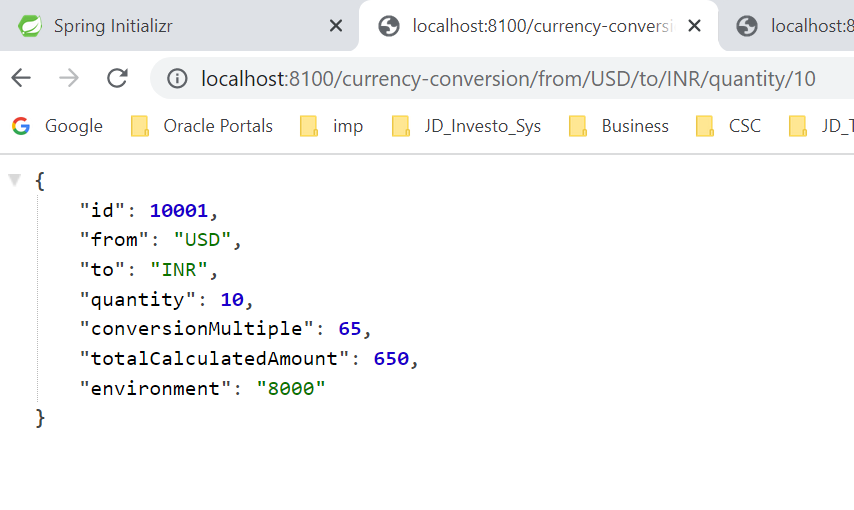 Spring Initializr
localhost:8100/currency-conversi
localhost:8
localhost:8100/currency-conversion/from/USD/to/INR/quantity/10
Google Oracle Portals imp JD_Investo_Sys Business CSC JD_T
{
"id": 10001,
"from": "USD",
"to": "INR",
"quantity": 10,
"conversionMultiple": 65,
"totalCalculatedAmount": 650,
"environment": "8000"
}